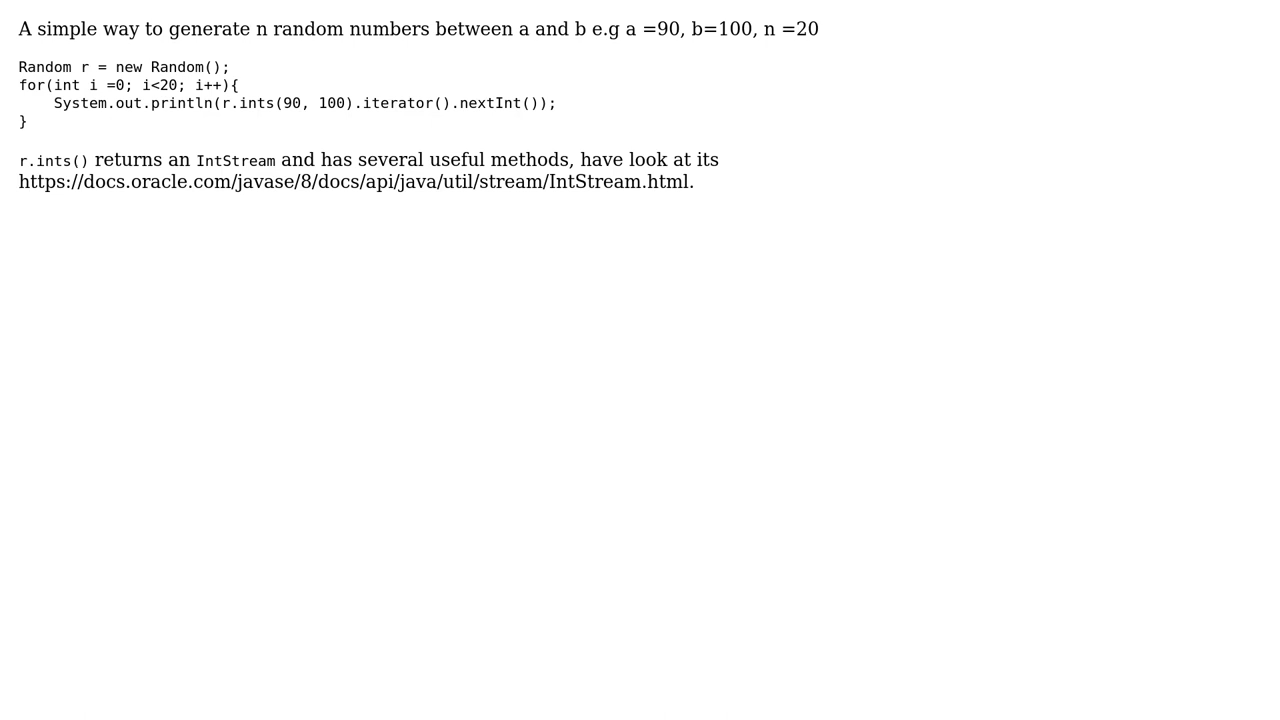 A simple way to generate n random numbers between a and b e.g a =90, b=100, n =20
Random r = new Random();
for(int i =0; i<20; i++){
    System.out.println(r.ints(90, 100).iterator().nextInt());
}
r.ints() returns an IntStream and has several useful methods, have look at its
https://docs.oracle.com/javase/8/docs/api/java/util/stream/IntStream.html.